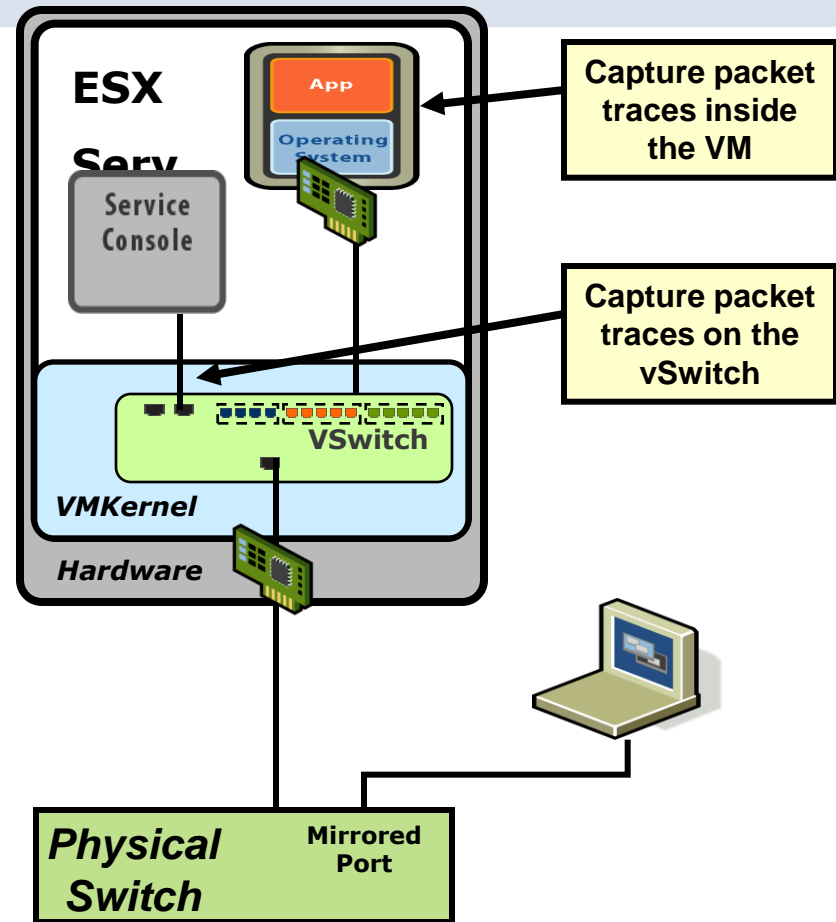 ESX
Serv
App
Operating
System
Service
Console
Capture packet
traces inside
the VM
Capture packet
traces on the
vSwitch
VSwitch
VMKernel
Hardware
Physical
Switch
Mirrored
Port